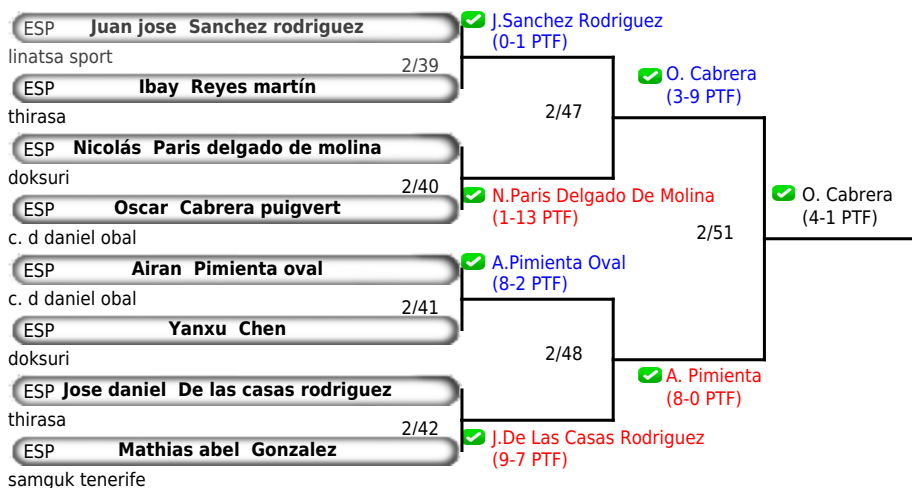 ESP Juan jose Sanchez rodriguez
linatsa sport
2/39
ESP Ibay Reyes martín
thirasa
ESP Nicolás Paris delgado de molina
doksuri
2/40
ESP Oscar Cabrera puigvert
c. d daniel obal
ESP Airan Pimienta oval
c. d daniel obal
2/41
ESP Yanxu Chen
doksuri
ESP Jose daniel De las casas rodriguez
thirasa
2/42
ESP Mathias abel Gonzalez
samguk tenerife
J.Sanchez Rodriguez
(0-1 PTF)
2/47
N.Paris Delgado De Molina
(1-13 PTF)
A.Pimienta Oval
(8-2 PTF)
2/48
J.De Las Casas Rodriguez
(9-7 PTF)
O. Cabrera
(3-9 PTF)
2/51
A. Pimienta
(8-0 PTF)
O. Cabrera
(4-1 PTF)